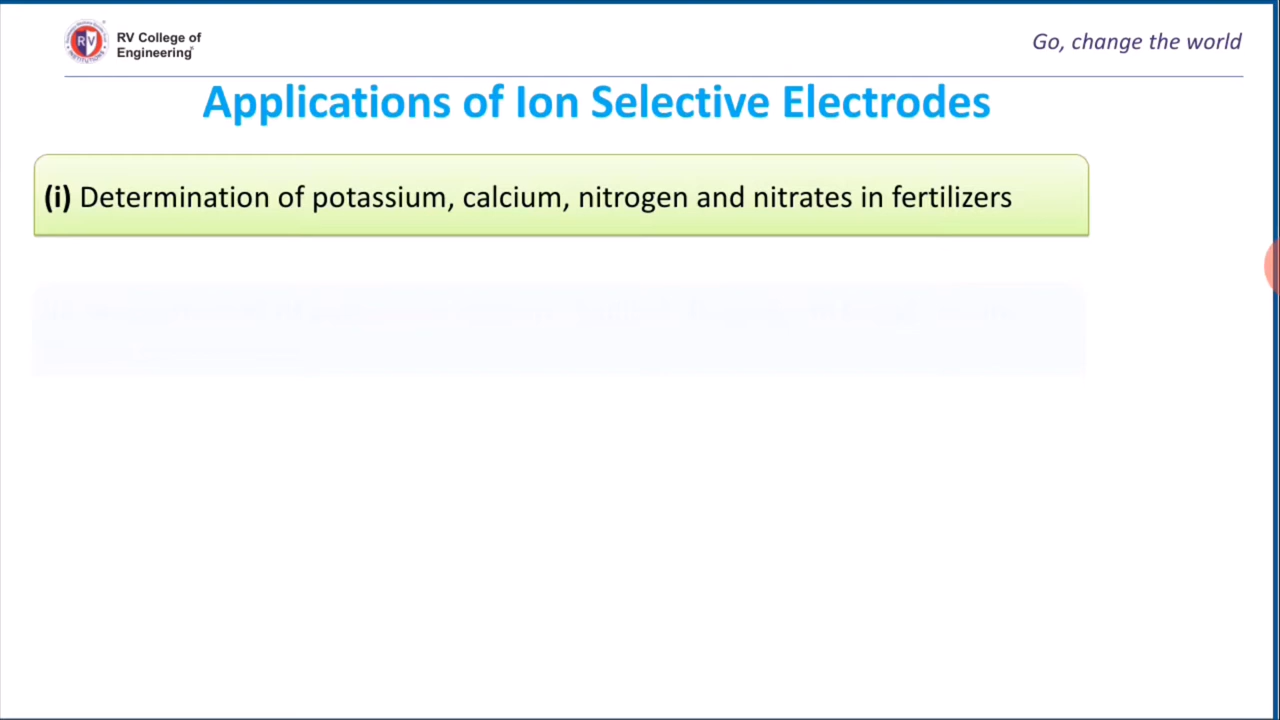 RV College of
Engineering
Go, change the world
Applications of Ion Selective Electrodes
(i) Determination of potassium, calcium, nitrogen and nitrates in fertilizers